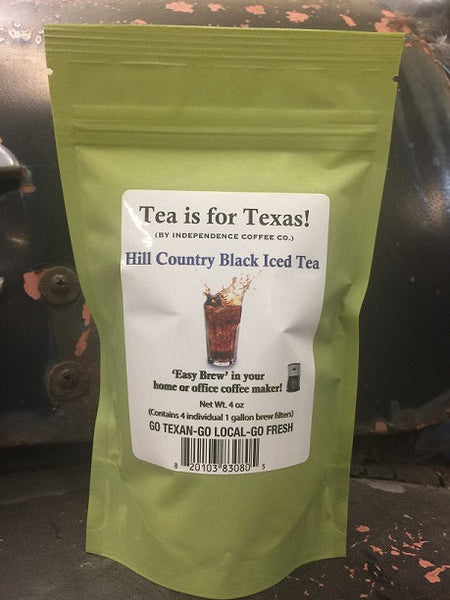 Tea is for Texas!
(BY INDEPENDENCE COFFEE CO.)
Hill Country Black Iced Tea
'Easy Brew' in your
home or office coffee maker!
Net Wt. 4 oz
(Contains 4 individual 1 gallon brew filters)
GO TEXAN-GO LOCAL-GO FRESH
8 20103 83080 5